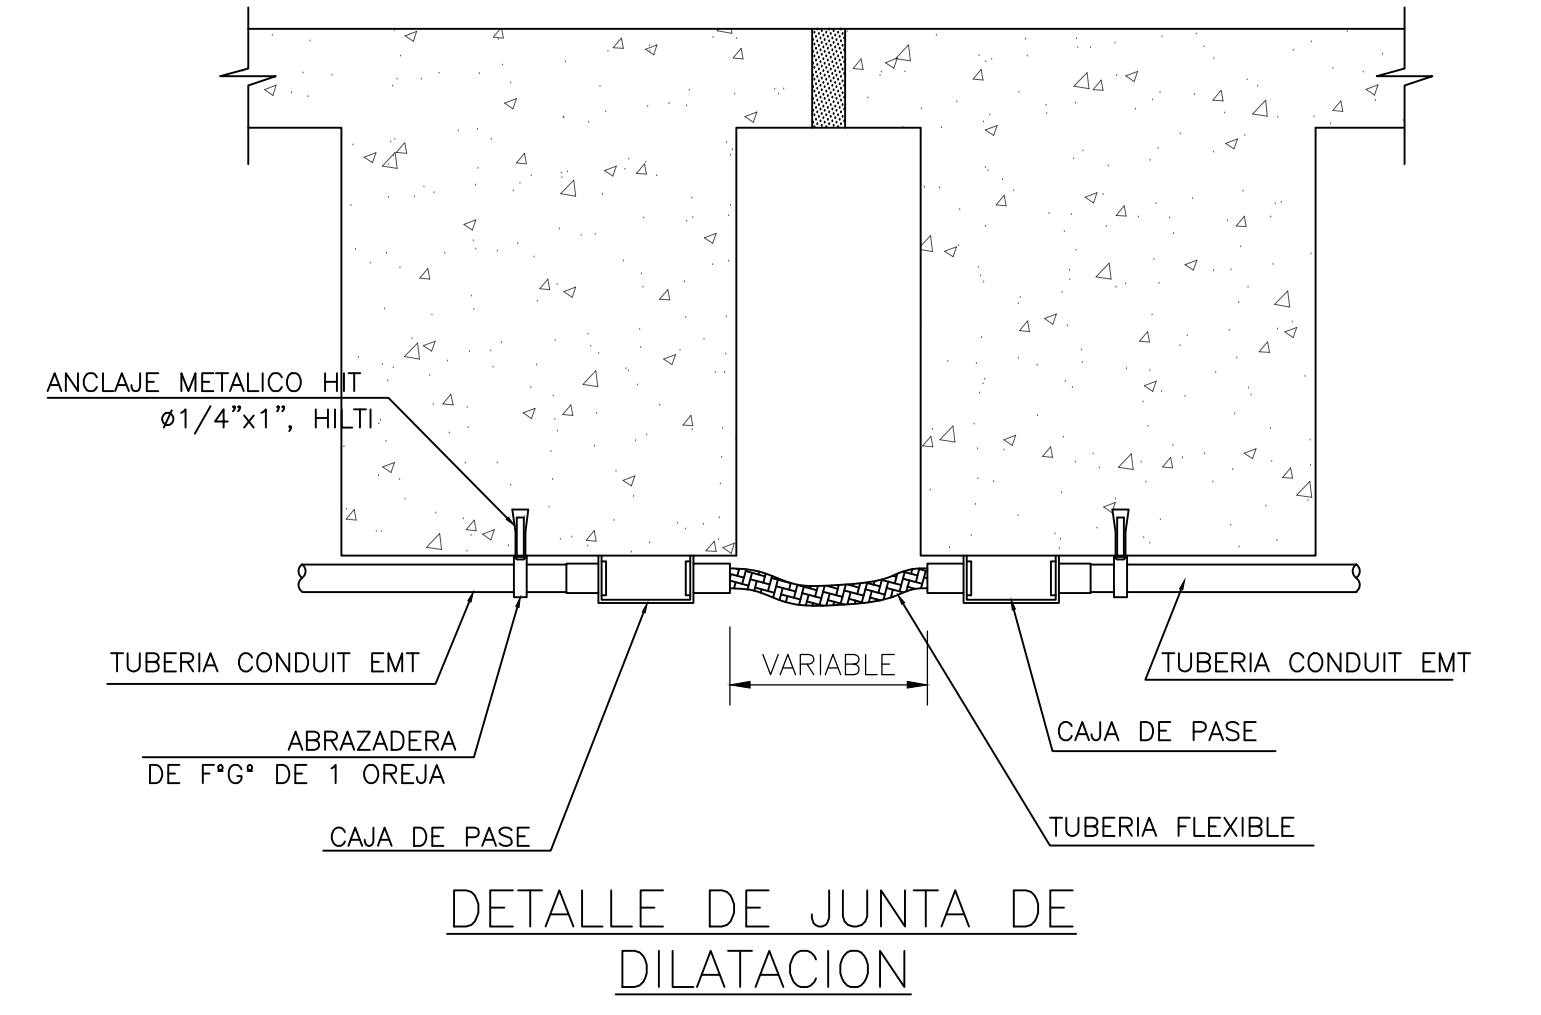 ANCLAJE METALICO HIT
ø1/4"x1", HILTI
TUBERIA CONDUIT EMT
VARIABLE
TUBERIA CONDUIT EMT
ABRAZADERA
DE FºGº DE 1 OREJA
CAJA DE PASE
CAJA DE PASE
TUBERIA FLEXIBLE
DETALLE DE JUNTA DE
DILATACION